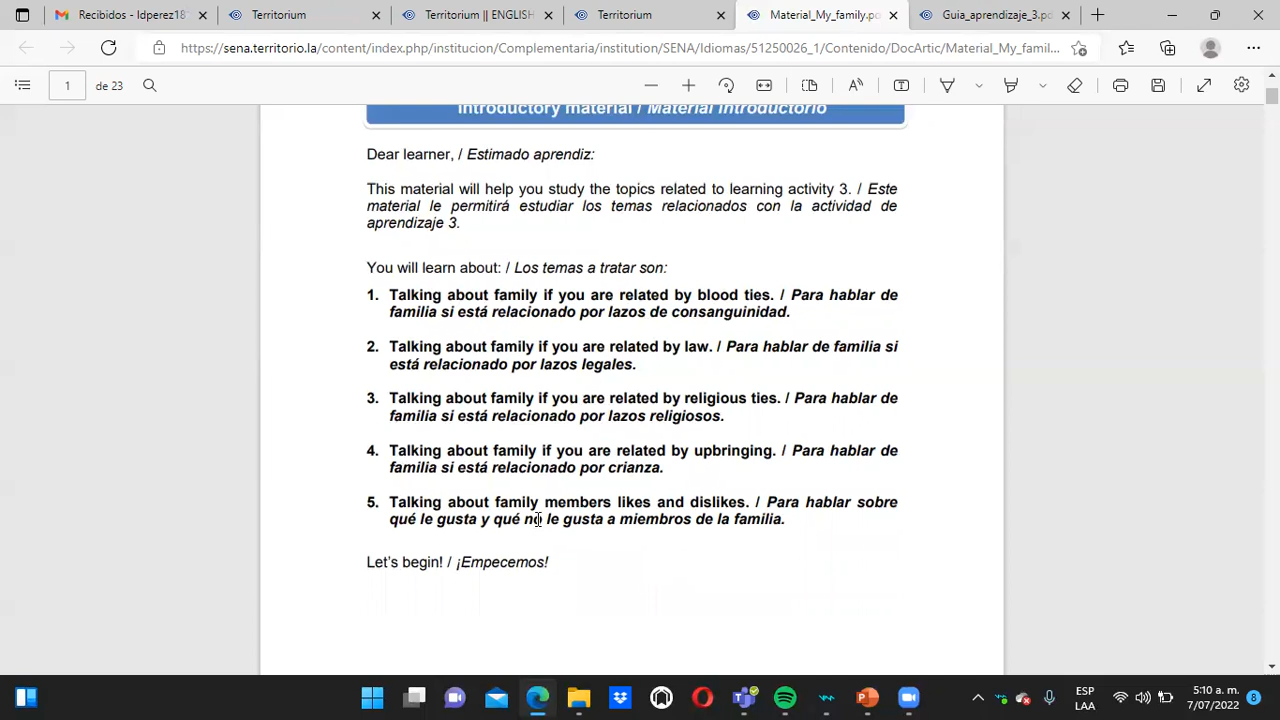 Recibidos - ldperez18
Territorium
Territorium || ENGLISH
Territorium
Material_My_family.pd
Guia_aprendizaje_3.pd
https://sena.territorio.la/content/index.php/institucion/Complementaria/institution/SENA/Idiomas/51250026_1/Contenido/DocArtic/Material_My_famil...
1 de 23
Introductory material / Material Introductorio
Dear learner, / Estimado aprendiz:
This material will help you study the topics related to learning activity 3. / Este
material le permitirá estudiar los temas relacionados con la actividad de
aprendizaje 3.
You will learn about: / Los temas a tratar son:
1. Talking about family if you are related by blood ties. / Para hablar de
familia si está relacionado por lazos de consanguinidad.
2. Talking about family if you are related by law. / Para hablar de familia si
está relacionado por lazos legales.
3. Talking about family if you are related by religious ties. / Para hablar de
familia si está relacionado por lazos religiosos.
4. Talking about family if you are related by upbringing. / Para hablar de
familia si está relacionado por crianza.
5. Talking about family members likes and dislikes. / Para hablar sobre
qué le gusta y qué no le gusta a miembros de la familia.
Let's begin! / ¡Empecemos!
ESP
LAA
5:10 a. m.
7/07/2022
8